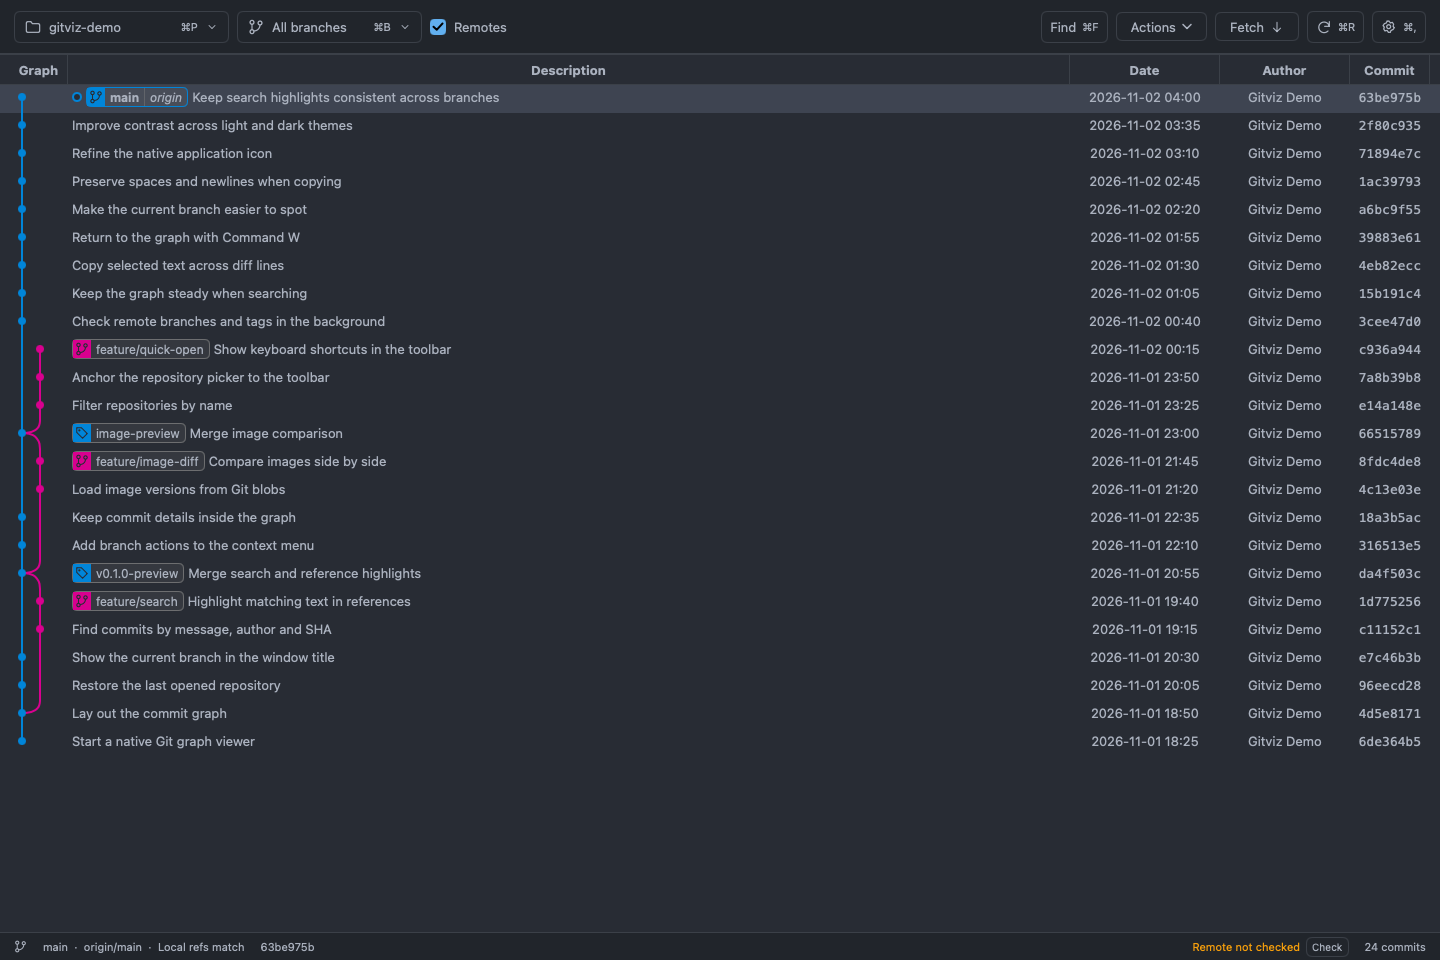 gitviz-demo ⌘P All branches ⌘B Remotes Find ⌘F Actions Fetch ↓ ⌘R ⌘,
Graph Description Date Author Commit
main origin Keep search highlights consistent across branches 2026-11-02 04:00 Gitviz Demo 63be975b
Improve contrast across light and dark themes 2026-11-02 03:35 Gitviz Demo 2f80c935
Refine the native application icon 2026-11-02 03:10 Gitviz Demo 71894e7c
Preserve spaces and newlines when copying 2026-11-02 02:45 Gitviz Demo 1ac39793
Make the current branch easier to spot 2026-11-02 02:20 Gitviz Demo a6bc9f55
Return to the graph with Command W 2026-11-02 01:55 Gitviz Demo 39883e61
Copy selected text across diff lines 2026-11-02 01:30 Gitviz Demo 4eb82ecc
Keep the graph steady when searching 2026-11-02 01:05 Gitviz Demo 15b191c4
Check remote branches and tags in the background 2026-11-02 00:40 Gitviz Demo 3cee47d0
feature/quick-open Show keyboard shortcuts in the toolbar 2026-11-02 00:15 Gitviz Demo c936a944
Anchor the repository picker to the toolbar 2026-11-01 23:50 Gitviz Demo 7a8b39b8
Filter repositories by name 2026-11-01 23:25 Gitviz Demo e14a148e
image-preview Merge image comparison 2026-11-01 23:00 Gitviz Demo 66515789
feature/image-diff Compare images side by side 2026-11-01 21:45 Gitviz Demo 8fdc4de8
Load image versions from Git blobs 2026-11-01 21:20 Gitviz Demo 4c13e03e
Keep commit details inside the graph 2026-11-01 22:35 Gitviz Demo 18a3b5ac
Add branch actions to the context menu 2026-11-01 22:10 Gitviz Demo 316513e5
v0.1.0-preview Merge search and reference highlights 2026-11-01 20:55 Gitviz Demo da4f503c
feature/search Highlight matching text in references 2026-11-01 19:40 Gitviz Demo 1d775256
Find commits by message, author and SHA 2026-11-01 19:15 Gitviz Demo c11152c1
Show the current branch in the window title 2026-11-01 20:30 Gitviz Demo e7c46b3b
Restore the last opened repository 2026-11-01 20:05 Gitviz Demo 96eecd28
Lay out the commit graph 2026-11-01 18:50 Gitviz Demo 4d5e8171
Start a native Git graph viewer 2026-11-01 18:25 Gitviz Demo 6de364b5
main · origin/main · Local refs match 63be975b Remote not checked Check 24 commits